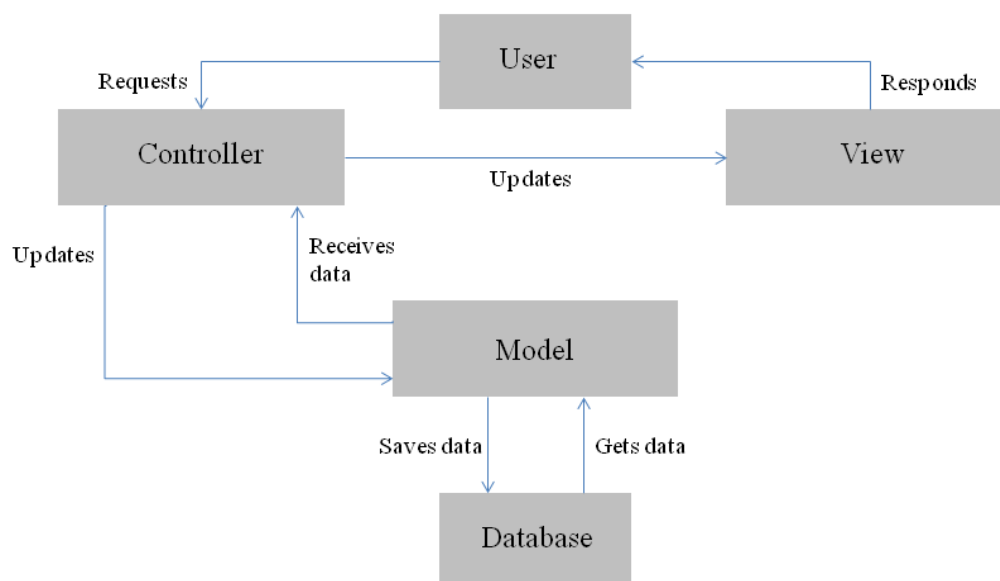 User
Requests
Responds
Controller
View
Updates
Updates
Receives
data
Model
Saves data
Gets data
Database